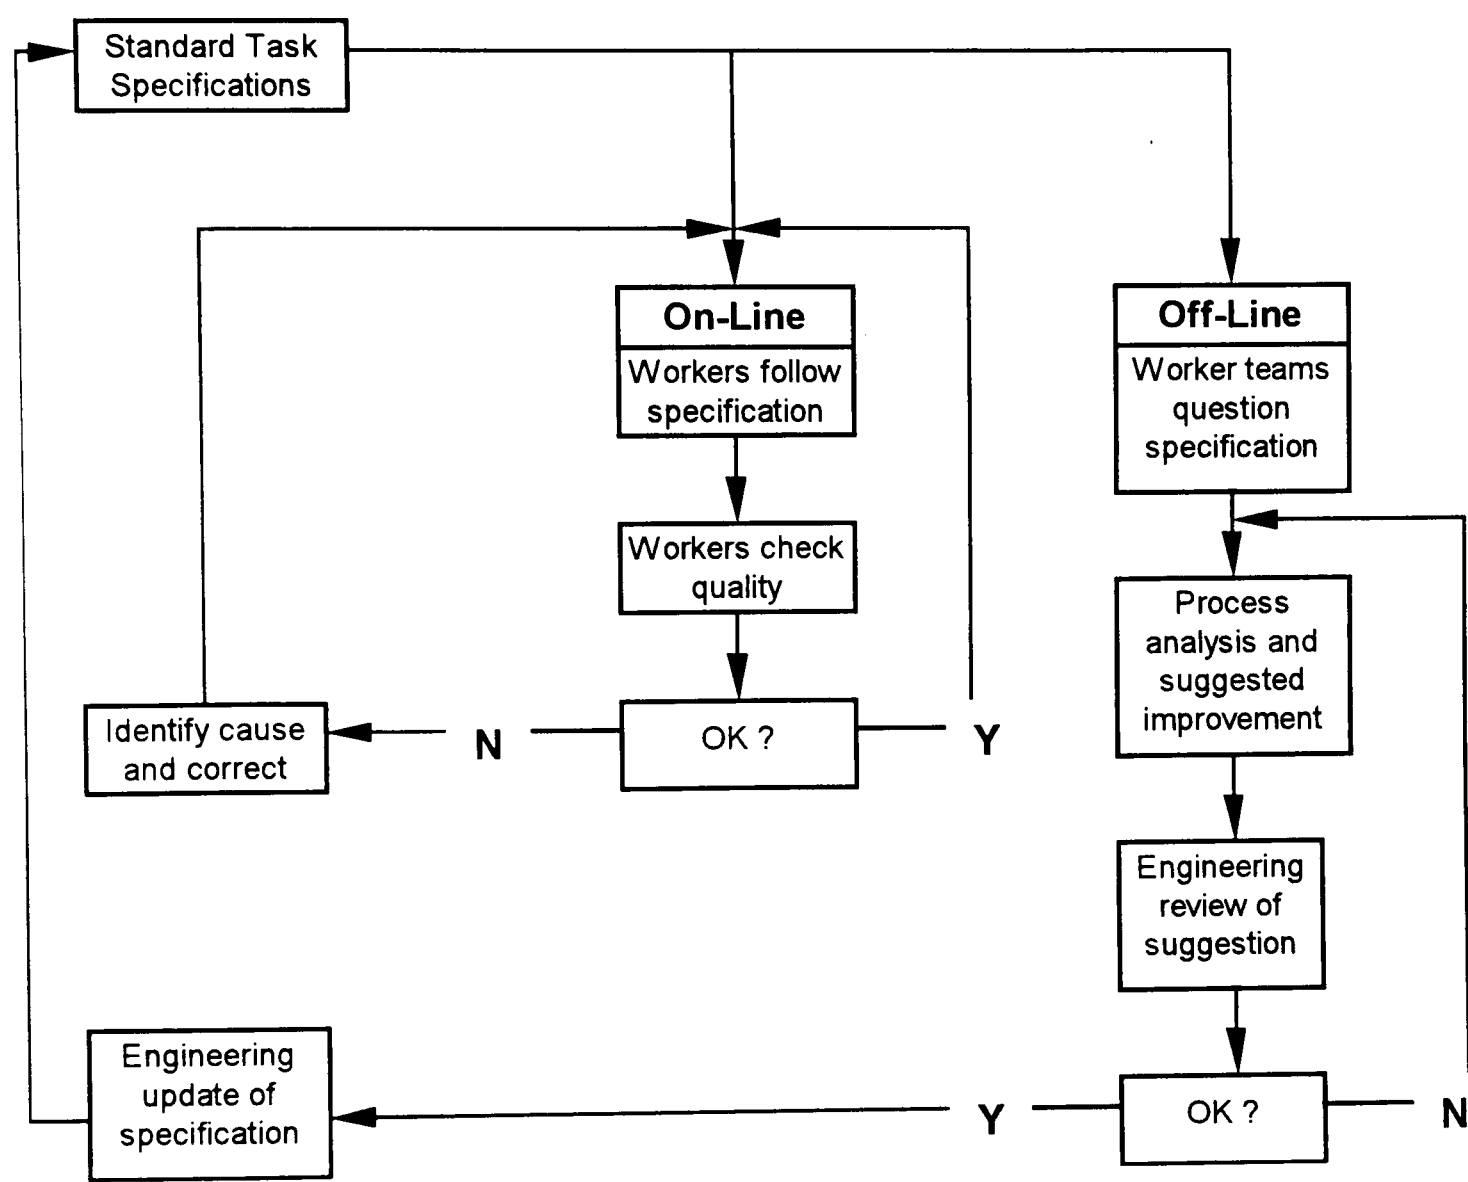 Standard Task
Specifications
On-Line
Workers follow
specification
Workers check
quality
OK ?
N
Y
Identify cause
and correct
Off-Line
Worker teams
question
specification
Process
analysis and
suggested
improvement
Engineering
review of
suggestion
OK ?
Y
N
Engineering
update of
specification